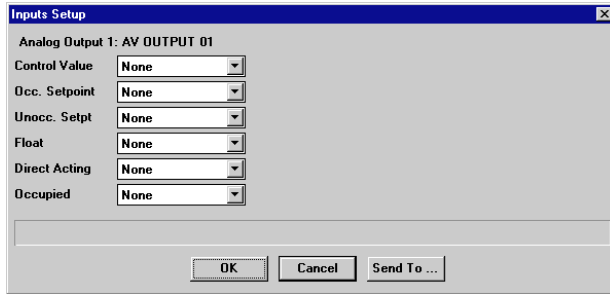 Inputs Setup
Analog Output 1: AV OUTPUT 01
Control Value None
Occ. Setpoint None
Unocc. Setpt None
Float None
Direct Acting None
Occupied None
OK Cancel Send To ...